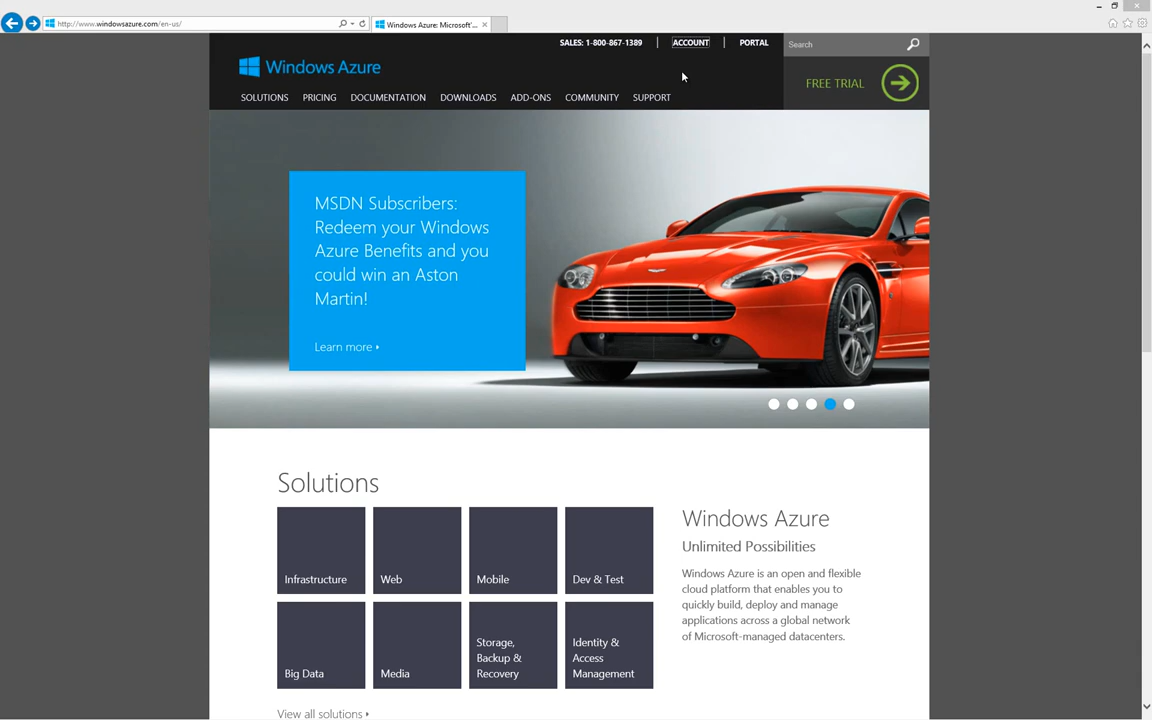 http://www.windowsazure.com/en-us/
Windows Azure: Microsoft'...
SALES: 1-800-867-1389 | ACCOUNT | PORTAL
Search
Windows Azure
FREE TRIAL
SOLUTIONS PRICING DOCUMENTATION DOWNLOADS ADD-ONS COMMUNITY SUPPORT
MSDN Subscribers:
Redeem your Windows
Azure Benefits and you
could win an Aston
Martin!
Learn more
Solutions
Infrastructure
Web
Mobile
Dev & Test
Big Data
Media
Storage,
Backup &
Recovery
Identity &
Access
Management
View all solutions
Windows Azure
Unlimited Possibilities
Windows Azure is an open and flexible
cloud platform that enables you to
quickly build, deploy and manage
applications across a global network
of Microsoft-managed datacenters.